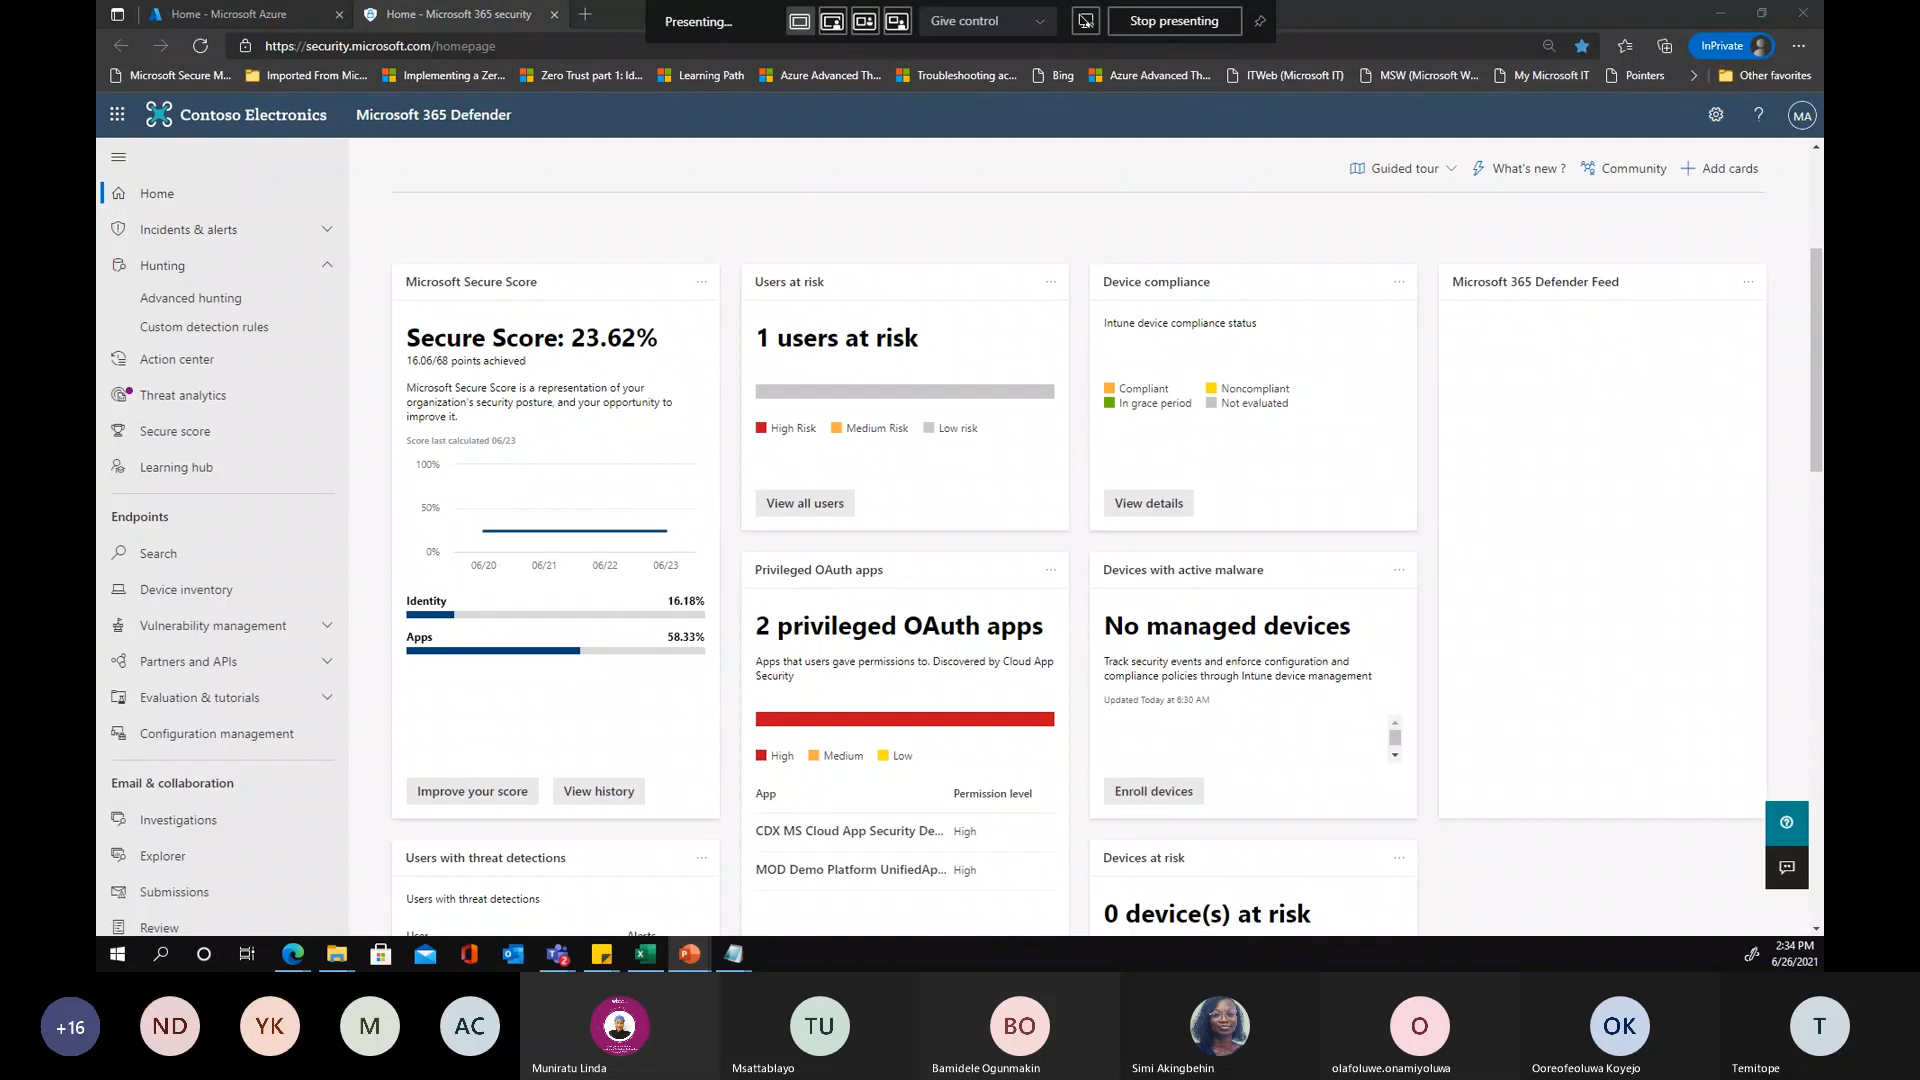 Home - Microsoft Azure
Home - Microsoft 365 security
Presenting...
Give control
Stop presenting
https://security.microsoft.com/homepage
InPrivate
Microsoft Secure M...
Imported From Mic...
Implementing a Zer...
Zero Trust part 1: Id...
Learning Path
Azure Advanced Th...
Troubleshooting ac...
Bing
Azure Advanced Th...
ITWeb (Microsoft IT)
MSW (Microsoft W...
My Microsoft IT
Pointers
Other favorites
Contoso Electronics
Microsoft 365 Defender
MA
Guided tour
What's new ?
Community
Add cards
Home
Incidents & alerts
Hunting
Advanced hunting
Custom detection rules
Action center
Threat analytics
Secure score
Learning hub
Endpoints
Search
Device inventory
Vulnerability management
Partners and APIs
Evaluation & tutorials
Configuration management
Email & collaboration
Investigations
Explorer
Submissions
Review
Microsoft Secure Score
Secure Score: 23.62%
16.06/68 points achieved
Microsoft Secure Score is a representation of your
organization's security posture, and your opportunity to
improve it.
Score last calculated 06/23
100%
50%
0%
06/20 06/21 06/22 06/23
Identity 16.18%
Apps 58.33%
Improve your score
View history
Users with threat detections
Users with threat detections
User Alerts
Users at risk
1 users at risk
High Risk Medium Risk Low risk
View all users
Privileged OAuth apps
2 privileged OAuth apps
Apps that users gave permissions to. Discovered by Cloud App
Security
High Medium Low
App Permission level
CDX MS Cloud App Security De... High
MOD Demo Platform UnifiedAp... High
Device compliance
Intune device compliance status
Compliant Noncompliant
In grace period Not evaluated
View details
Devices with active malware
No managed devices
Track security events and enforce configuration and
compliance policies through Intune device management
Updated Today at 6:30 AM
Enroll devices
Devices at risk
0 device(s) at risk
Microsoft 365 Defender Feed
2:34 PM
6/26/2021
+16
ND
YK
M
AC
TU
BO
O
OK
T
Muniratu Linda
Msattablayo
Bamidele Ogunmakin
Simi Akingbehin
olafoluwe.onamiyoluwa
Ooreofeoluwa Koyejo
Temitope